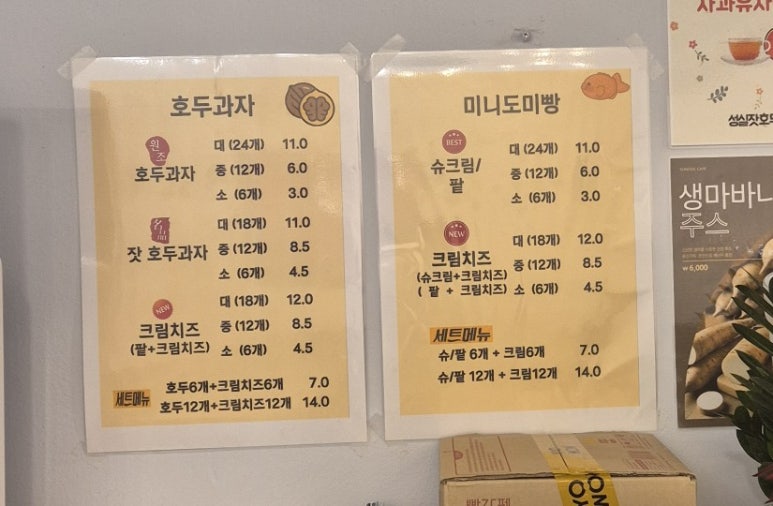 호두과자
원조
호두과자
대 (24개) 11.0
중 (12개) 6.0
소 (6개) 3.0
잣 호두과자
대 (18개) 11.0
중 (12개) 8.5
소 (6개) 4.5
NEW
크림치즈
(팥+크림치즈)
대 (18개) 12.0
중 (12개) 8.5
소 (6개) 4.5
세트메뉴
호두6개+크림치즈6개 7.0
호두12개+크림치즈12개 14.0
미니도미빵
BEST
슈크림/
팥
대 (24개) 11.0
중 (12개) 6.0
소 (6개) 3.0
NEW
크림치즈
(슈크림+크림치즈)
( 팥 + 크림치즈)
대 (18개) 12.0
중 (12개) 8.5
소 (6개) 4.5
세트메뉴
슈/팥 6개 + 크림6개 7.0
슈/팥 12개 + 크림12개 14.0
사과유자
성실잣호두
생마바나
주스
₩6,000